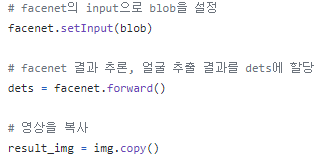 # facenet의 input으로 blob을 설정
facenet.setInput(blob)
# facenet 결과 추론, 얼굴 추출 결과를 dets에 할당
dets = facenet.forward()
# 영상을 복사
result_img = img.copy()